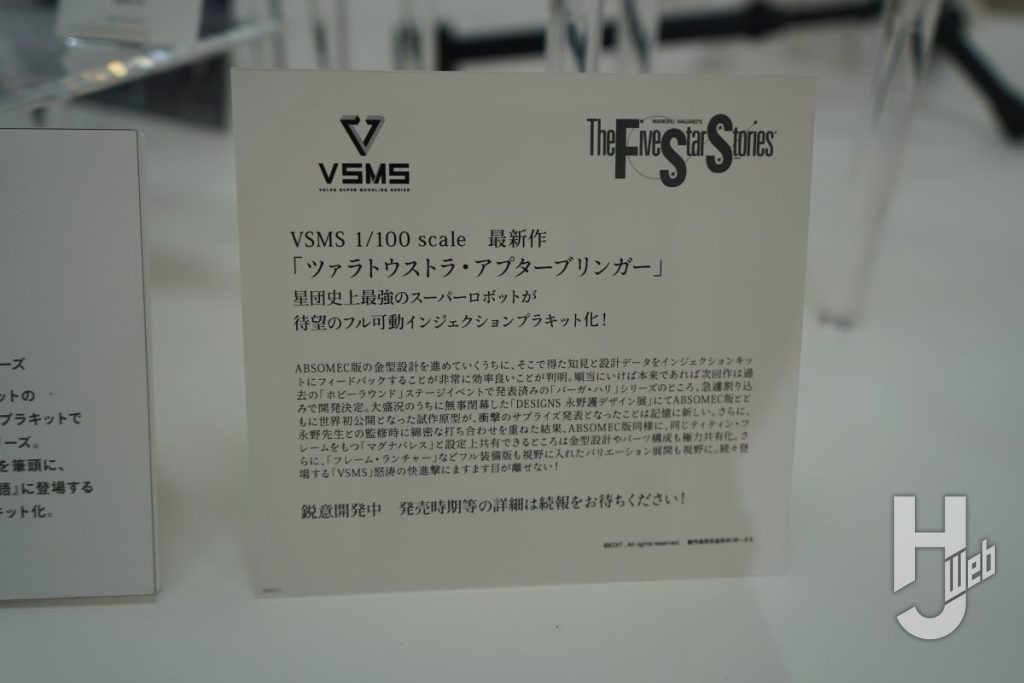 VSMS
VOLKS SUPER MODELING SERIES
MAMORU NAGANO'S
The Five Star Stories
VSMS 1/100 scale　最新作
「ツァラトウストラ・アプターブリンガー」
星団史上最強のスーパーロボットが
待望のフル可動インジェクションプラキット化！
ABSOMEC版の金型設計を進めていくうちに、そこで得た知見と設計データをインジェクションキッ
トにフィードバックすることが非常に効率良いことが判明。順当にいけば本来であれば次回作は過
去の「ホビーラウンド」ステージイベントで発表済みの「バーガ・ハリ」シリーズのところ、急遽割り込
みで開発決定。大盛況のうちに無事閉幕した「DESIGNS 永野護デザイン展」にてABSOMEC版とと
もに世界初公開となった試作原型が、衝撃のサプライズ発表となったことは記憶に新しい。さらに、
永野先生との監修時に綿密な打ち合わせを重ねた結果、ABSOMEC版同様に、同じティティン・フ
レームをもつ「マグナパレス」と設定上共有できるところは金型設計やパーツ構成も極力共有化。さ
らに、「フレーム・ランチャー」などフル装備版も視野に入れたバリエーション展開も視野に。続々登
場する「VSMS」怒涛の快進撃にますます目が離せない！
鋭意開発中　発売時期等の詳細は続報をお待ちください！
©EDIT , All rights reserved.
ーズ
ットの
プラキットで
リーズ。
を筆頭に、
語』に登場する
キット化。
HJ Web